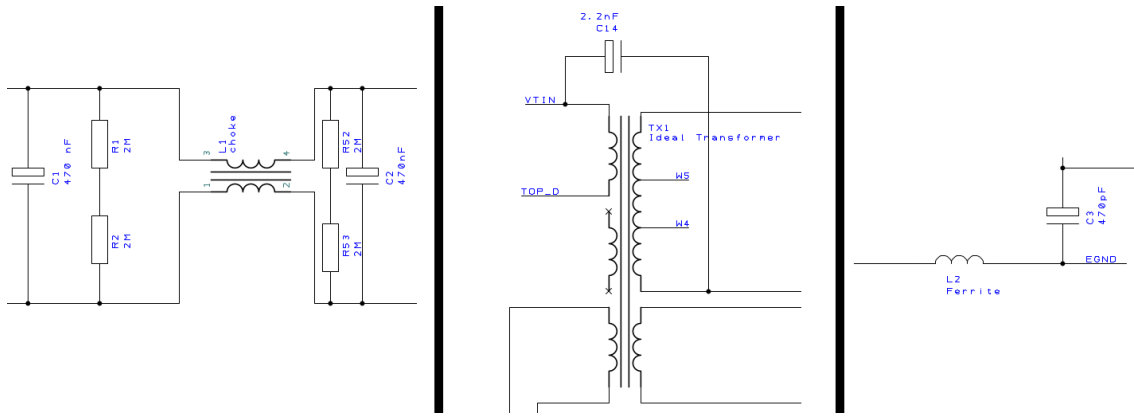 C1
470 nF
R1
2M
R2
2M
L1
choke
3
4
1
2
R52
2M
R53
2M
C2
470nF
2.2nF
C14
VTIN
TX1
Ideal Transformer
W5
TOP_D
W4
C3
470pF
EGND
L2
Ferrite